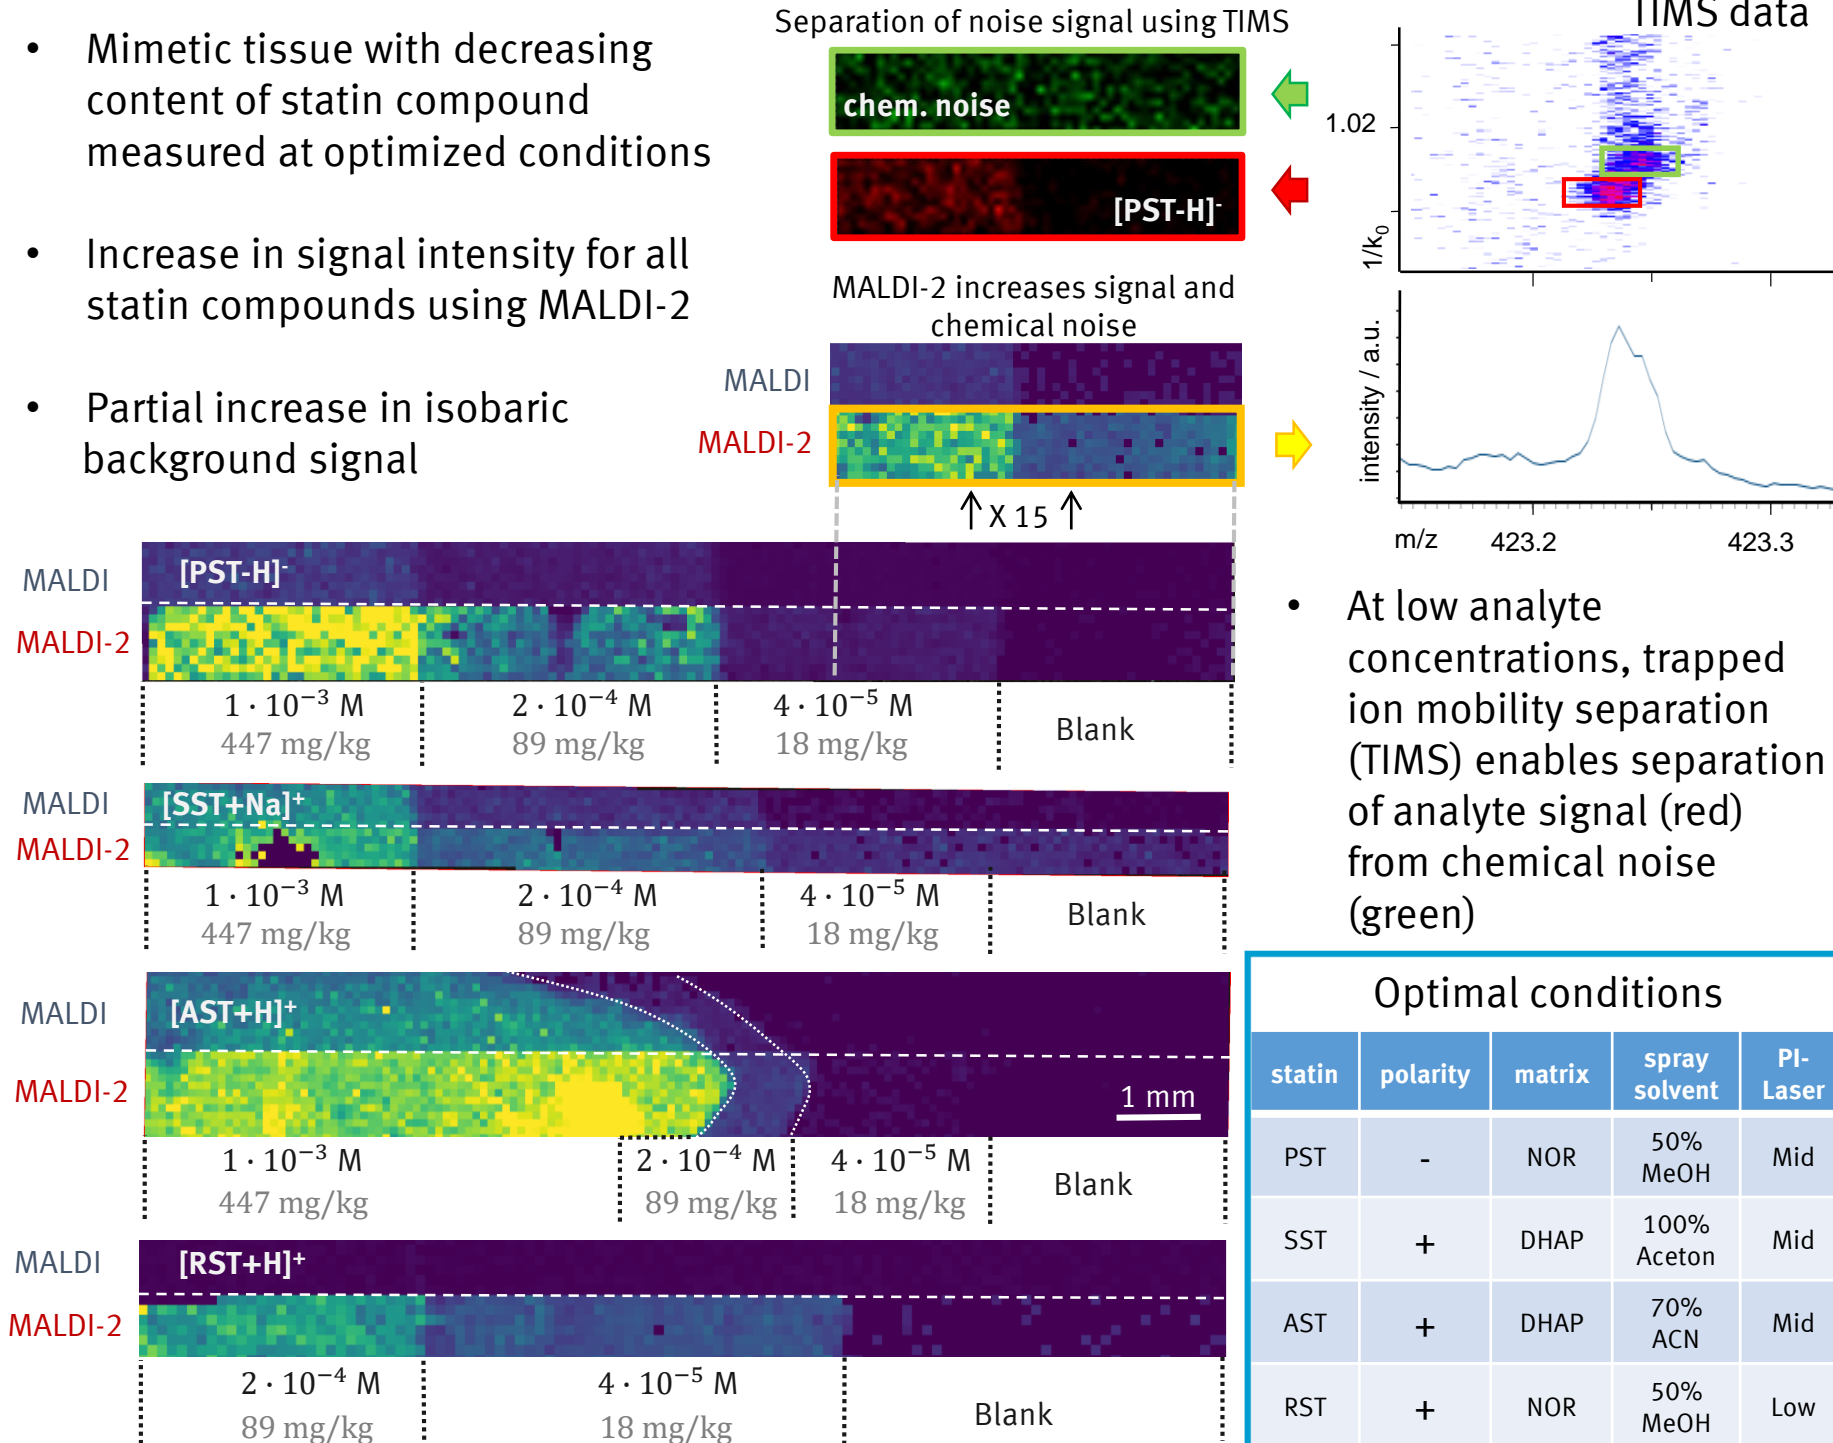 • Mimetic tissue with decreasing
content of statin compound
measured at optimized conditions
• Increase in signal intensity for all
statin compounds using MALDI-2
• Partial increase in isobaric
background signal
Separation of noise signal using TIMS
chem. noise
[PST-H]⁻
MALDI-2 increases signal and
chemical noise
MALDI
MALDI-2
↑ X 15 ↑
TIMS data
1.02
1/k₀
intensity / a.u.
m/z 423.2 423.3
MALDI
[PST-H]⁻
MALDI-2
1 · 10⁻³ M 2 · 10⁻⁴ M 4 · 10⁻⁵ M Blank
447 mg/kg 89 mg/kg 18 mg/kg
MALDI
[SST+Na]⁺
MALDI-2
1 · 10⁻³ M 2 · 10⁻⁴ M 4 · 10⁻⁵ M Blank
447 mg/kg 89 mg/kg 18 mg/kg
MALDI
[AST+H]⁺
MALDI-2
1 mm
1 · 10⁻³ M 2 · 10⁻⁴ M 4 · 10⁻⁵ M Blank
447 mg/kg 89 mg/kg 18 mg/kg
MALDI
[RST+H]⁺
MALDI-2
2 · 10⁻⁴ M 4 · 10⁻⁵ M Blank
89 mg/kg 18 mg/kg
• At low analyte
concentrations, trapped
ion mobility separation
(TIMS) enables separation
of analyte signal (red)
from chemical noise
(green)
Optimal conditions
statin polarity matrix spray solvent PI-Laser
PST - NOR 50% MeOH Mid
SST + DHAP 100% Aceton Mid
AST + DHAP 70% ACN Mid
RST + NOR 50% MeOH Low